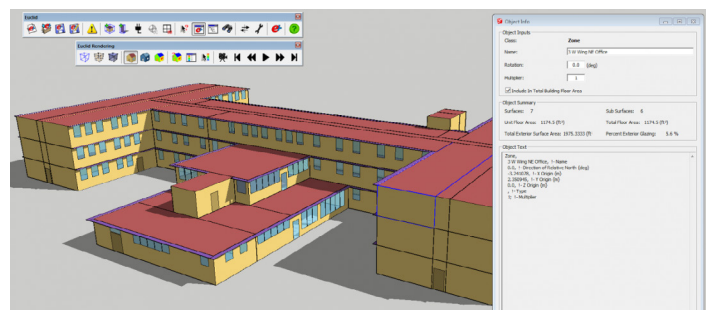 Euclid
Euclid Rendering
Object Info
Object Inputs
Class: Zone
Name: 3 W Wing NE Office
Rotation: 0.0 (deg)
Multiplier: 1
Include In Total Building Floor Area
Object Summary
Surfaces: 7 Sub Surfaces: 6
Unit Floor Area: 1174.5 (ft²) Total Floor Area: 1174.5 (ft²)
Total Exterior Surface Area: 1975.3333 (ft Percent Exterior Glazing: 5.6 %
Object Text
Zone,
3 W Wing NE Office, !- Name
0.0, !- Direction of Relative North {deg}
!- X Origin {m}
!- Y Origin {m}
0.0, !- Z Origin {m}
, !- Type
1; !- Multiplier